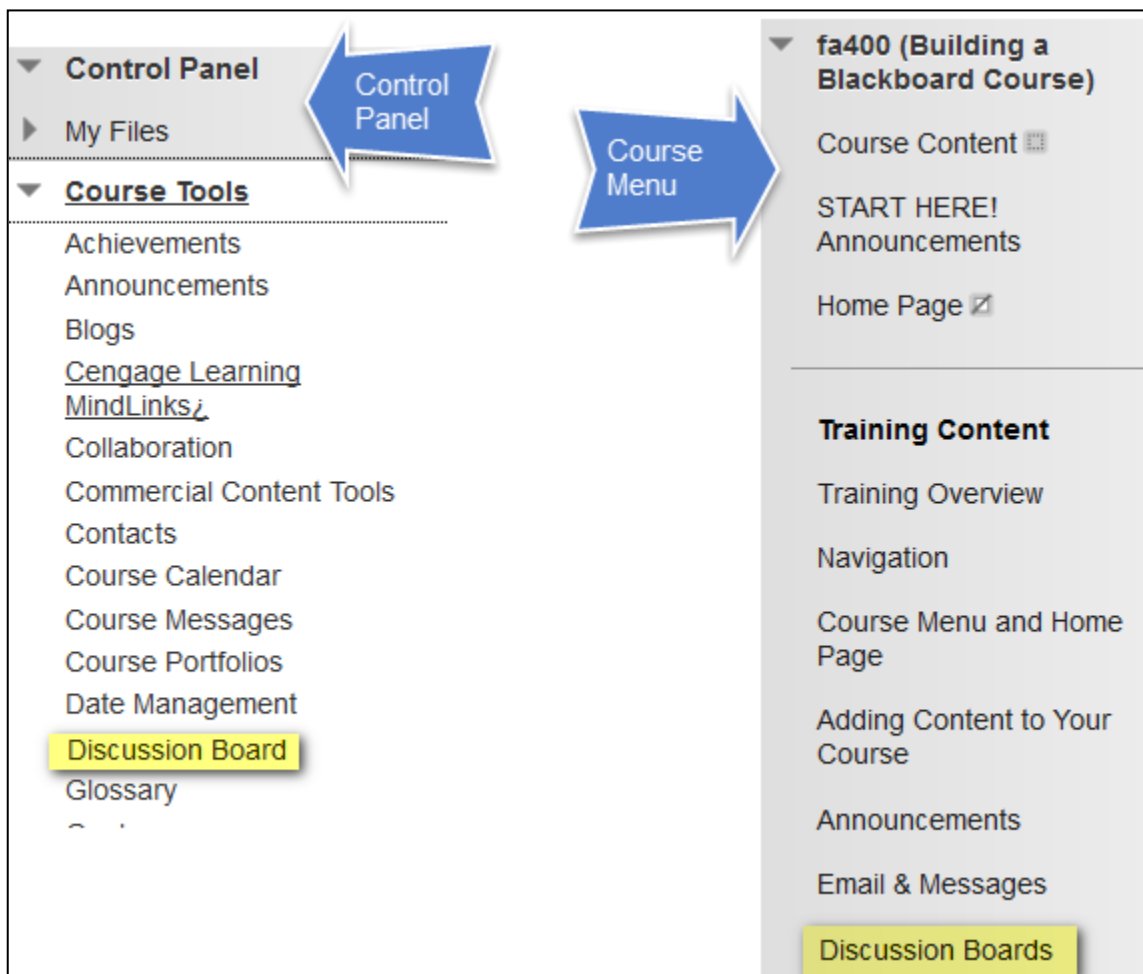 Control Panel
My Files
Course Tools
Achievements
Announcements
Blogs
Cengage Learning
MindLinks¿
Collaboration
Commercial Content Tools
Contacts
Course Calendar
Course Messages
Course Portfolios
Date Management
Discussion Board
Glossary
Control
Panel
Course
Menu
fa400 (Building a
Blackboard Course)
Course Content
START HERE!
Announcements
Home Page
Training Content
Training Overview
Navigation
Course Menu and Home
Page
Adding Content to Your
Course
Announcements
Email & Messages
Discussion Boards